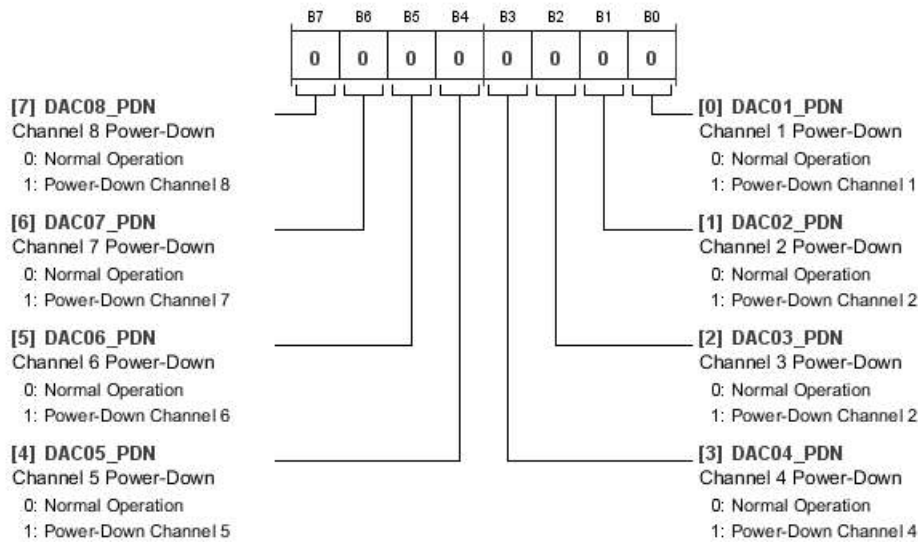 B7 B6 B5 B4 B3 B2 B1 B0
0 0 0 0 0 0 0 0
[7] DAC08_PDN
Channel 8 Power-Down
0: Normal Operation
1: Power-Down Channel 8
[6] DAC07_PDN
Channel 7 Power-Down
0: Normal Operation
1: Power-Down Channel 7
[5] DAC06_PDN
Channel 6 Power-Down
0: Normal Operation
1: Power-Down Channel 6
[4] DAC05_PDN
Channel 5 Power-Down
0: Normal Operation
1: Power-Down Channel 5
[0] DAC01_PDN
Channel 1 Power-Down
0: Normal Operation
1: Power-Down Channel 1
[1] DAC02_PDN
Channel 2 Power-Down
0: Normal Operation
1: Power-Down Channel 2
[2] DAC03_PDN
Channel 3 Power-Down
0: Normal Operation
1: Power-Down Channel 2
[3] DAC04_PDN
Channel 4 Power-Down
0: Normal Operation
1: Power-Down Channel 4